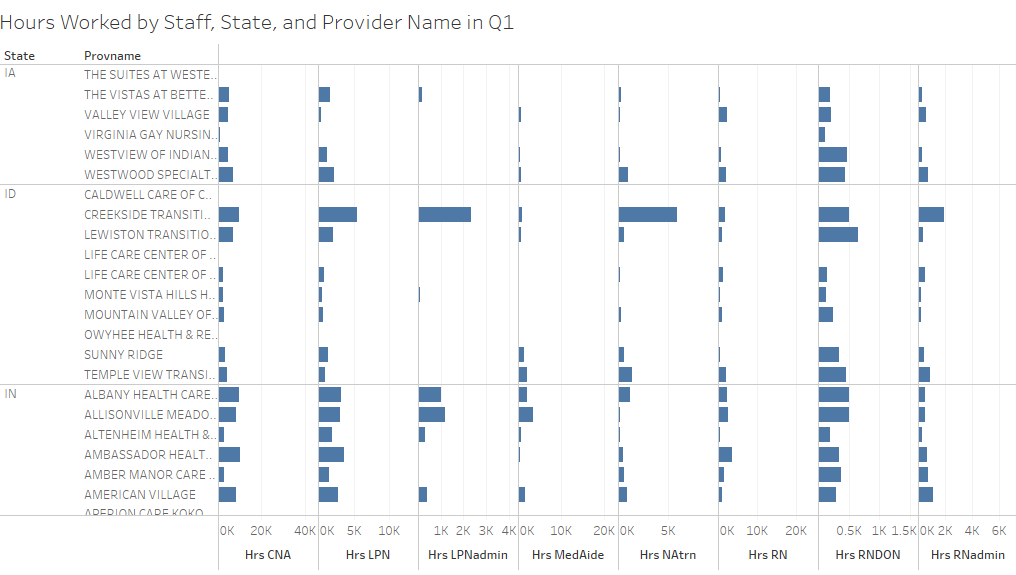 Hours Worked by Staff, State, and Provider Name in Q1
State Provname
IA THE SUITES AT WESTE..
THE VISTAS AT BETTE..
VALLEY VIEW VILLAGE
VIRGINIA GAY NURSIN..
WESTVIEW OF INDIAN..
WESTWOOD SPECIALT..
ID CALDWELL CARE OF C..
CREEKSIDE TRANSITI..
LEWISTON TRANSITIO..
LIFE CARE CENTER OF ..
LIFE CARE CENTER OF ..
MONTE VISTA HILLS H..
MOUNTAIN VALLEY OF..
OWYHEE HEALTH & RE..
SUNNY RIDGE
TEMPLE VIEW TRANSI..
IN ALBANY HEALTH CARE..
ALLISONVILLE MEADO..
ALTENHEIM HEALTH &..
AMBASSADOR HEALT..
AMBER MANOR CARE ..
AMERICAN VILLAGE
APERION CARE KOKO
0K 20K 40K 0K 5K 10K 1K 2K 3K 4K 0K 10K 20K 0K 5K 0K 10K 20K 0.5K 1K 1.5K 0K 2K 4K 6K
Hrs CNA Hrs LPN Hrs LPNadmin Hrs MedAide Hrs NAtrn Hrs RN Hrs RNDON Hrs RNadmin